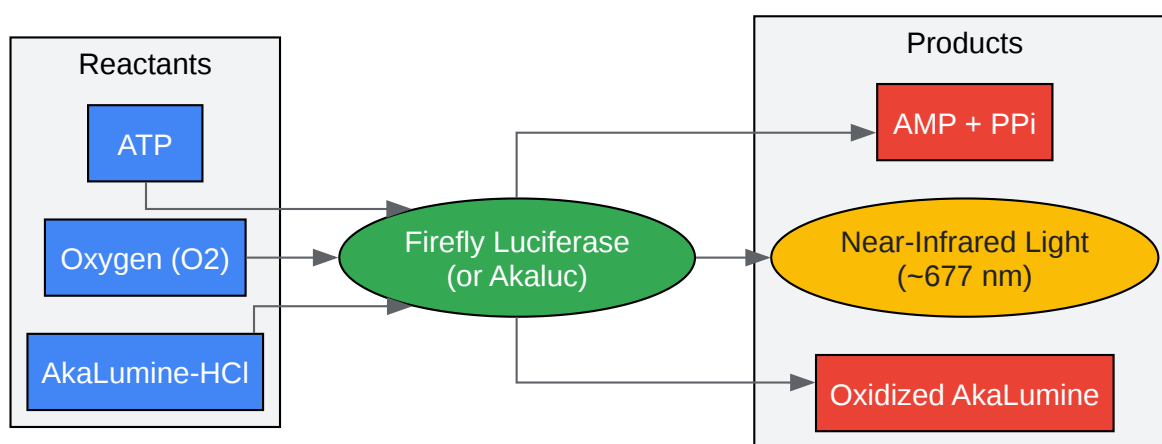 Reactants
ATP
Oxygen (O2)
AkaLumine-HCl
Firefly Luciferase
(or Akaluc)
Products
AMP + PPi
Near-Infrared Light
(~677 nm)
Oxidized AkaLumine